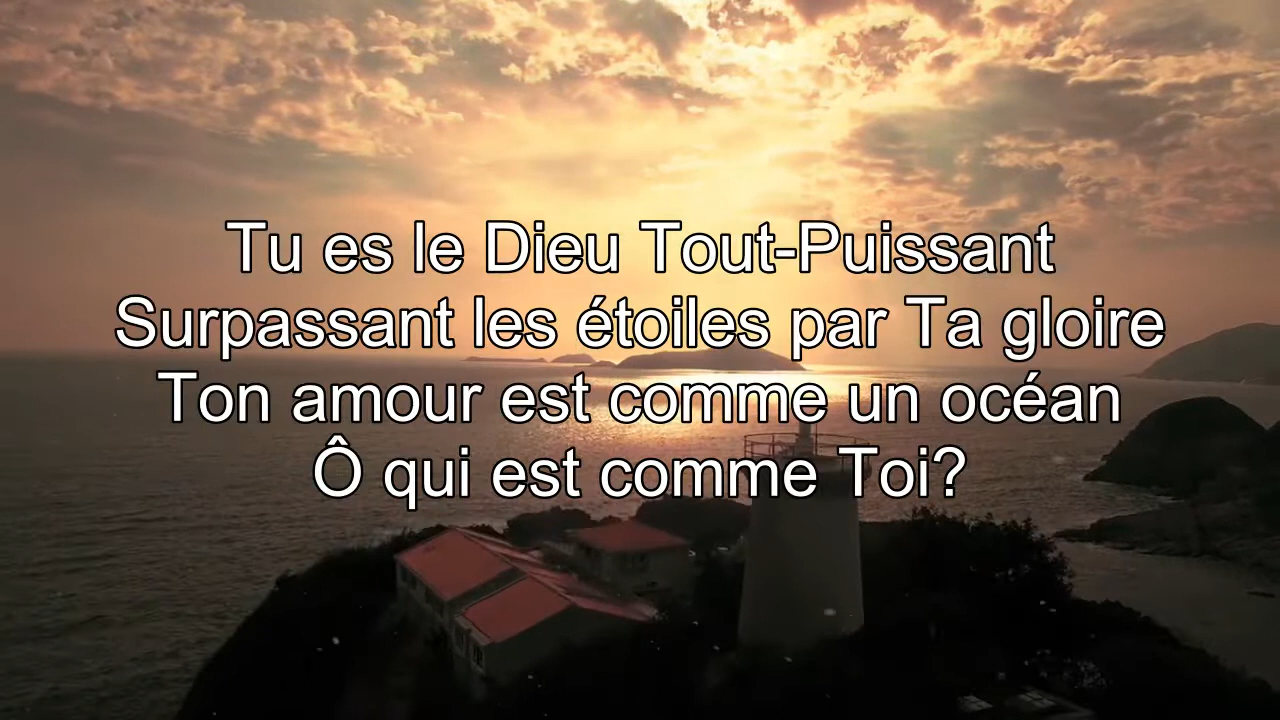 Tu es le Dieu Tout-Puissant
Surpassant les étoiles par Ta gloire
Ton amour est comme un océan
Ô qui est comme Toi?